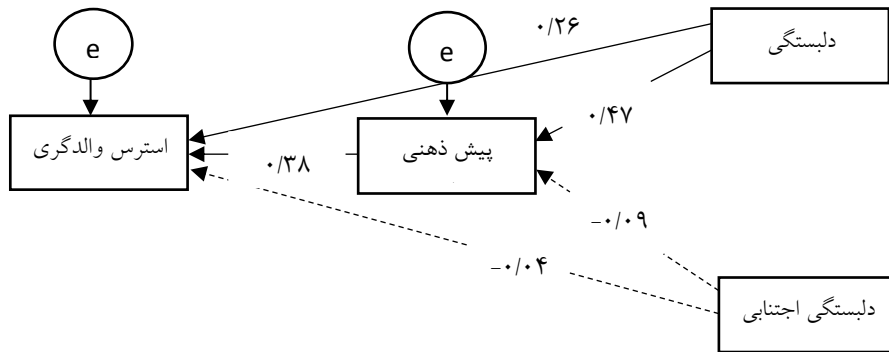 دلبستگی
۰/۲۶
e
e
۰/۴۷
پیش ذهنی
۰/۳۸
استرس والدگری
-۰/۰۹
-۰/۰۴
دلبستگی اجتنابی